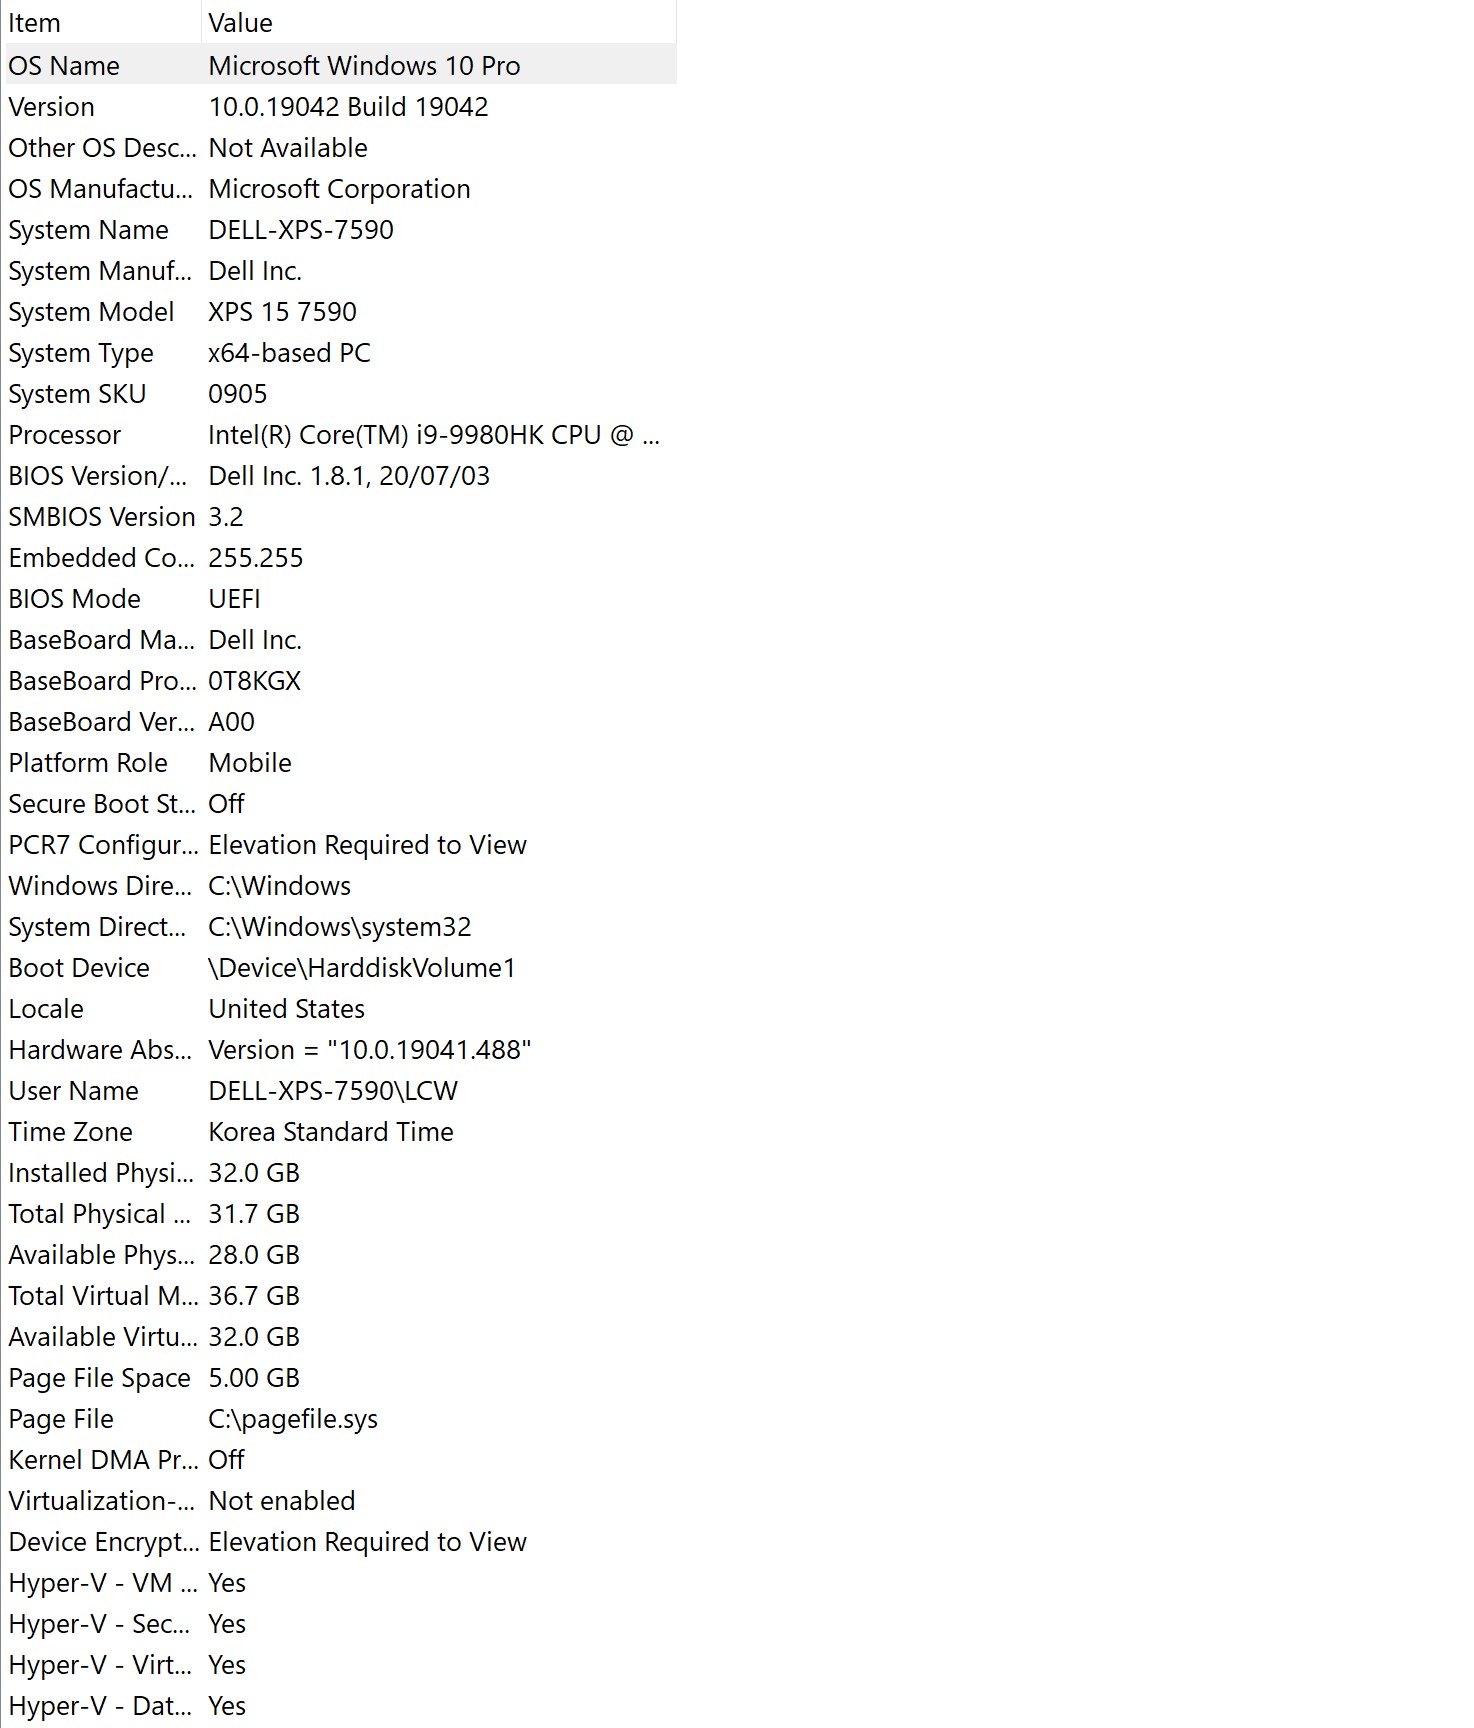 Item Value
OS Name Microsoft Windows 10 Pro
Version 10.0.19042 Build 19042
Other OS Desc... Not Available
OS Manufactu... Microsoft Corporation
System Name DELL-XPS-7590
System Manuf... Dell Inc.
System Model XPS 15 7590
System Type x64-based PC
System SKU 0905
Processor Intel(R) Core(TM) i9-9980HK CPU @ ...
BIOS Version/... Dell Inc. 1.8.1, 20/07/03
SMBIOS Version 3.2
Embedded Co... 255.255
BIOS Mode UEFI
BaseBoard Ma... Dell Inc.
BaseBoard Pro... 0T8KGX
BaseBoard Ver... A00
Platform Role Mobile
Secure Boot St... Off
PCR7 Configur... Elevation Required to View
Windows Dire... C:\Windows
System Direct... C:\Windows\system32
Boot Device \Device\HarddiskVolume1
Locale United States
Hardware Abs... Version = "10.0.19041.488"
User Name DELL-XPS-7590\LCW
Time Zone Korea Standard Time
Installed Physi... 32.0 GB
Total Physical ... 31.7 GB
Available Phys... 28.0 GB
Total Virtual M... 36.7 GB
Available Virtu... 32.0 GB
Page File Space 5.00 GB
Page File C:\pagefile.sys
Kernel DMA Pr... Off
Virtualization-... Not enabled
Device Encrypt... Elevation Required to View
Hyper-V - VM ... Yes
Hyper-V - Sec... Yes
Hyper-V - Virt... Yes
Hyper-V - Dat... Yes